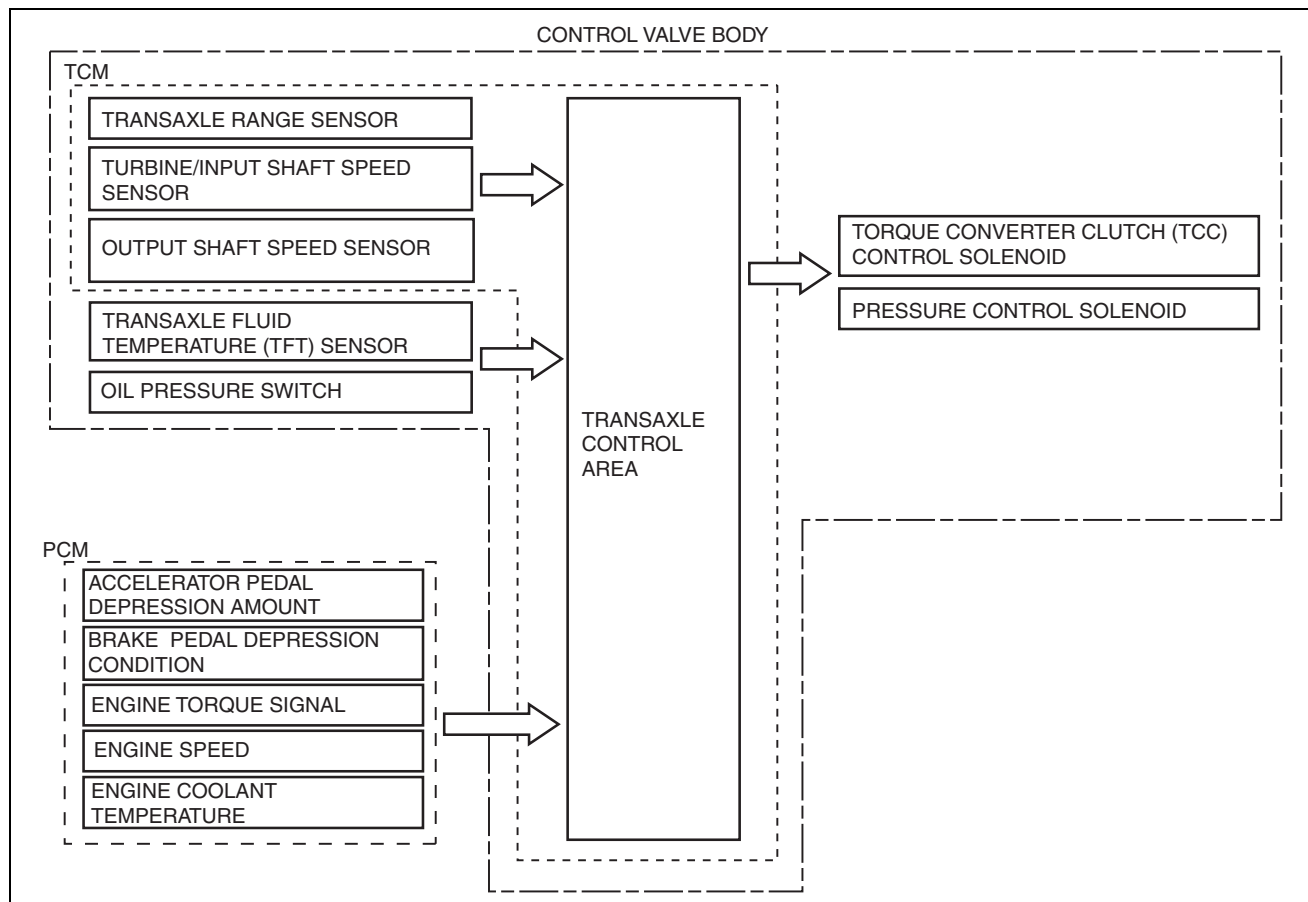 CONTROL VALVE BODY
TCM
TRANSAXLE RANGE SENSOR
TURBINE/INPUT SHAFT SPEED
SENSOR
OUTPUT SHAFT SPEED SENSOR
TRANSAXLE FLUID
TEMPERATURE (TFT) SENSOR
OIL PRESSURE SWITCH
TRANSAXLE
CONTROL
AREA
TORQUE CONVERTER CLUTCH (TCC)
CONTROL SOLENOID
PRESSURE CONTROL SOLENOID
PCM
ACCELERATOR PEDAL
DEPRESSION AMOUNT
BRAKE PEDAL DEPRESSION
CONDITION
ENGINE TORQUE SIGNAL
ENGINE SPEED
ENGINE COOLANT
TEMPERATURE